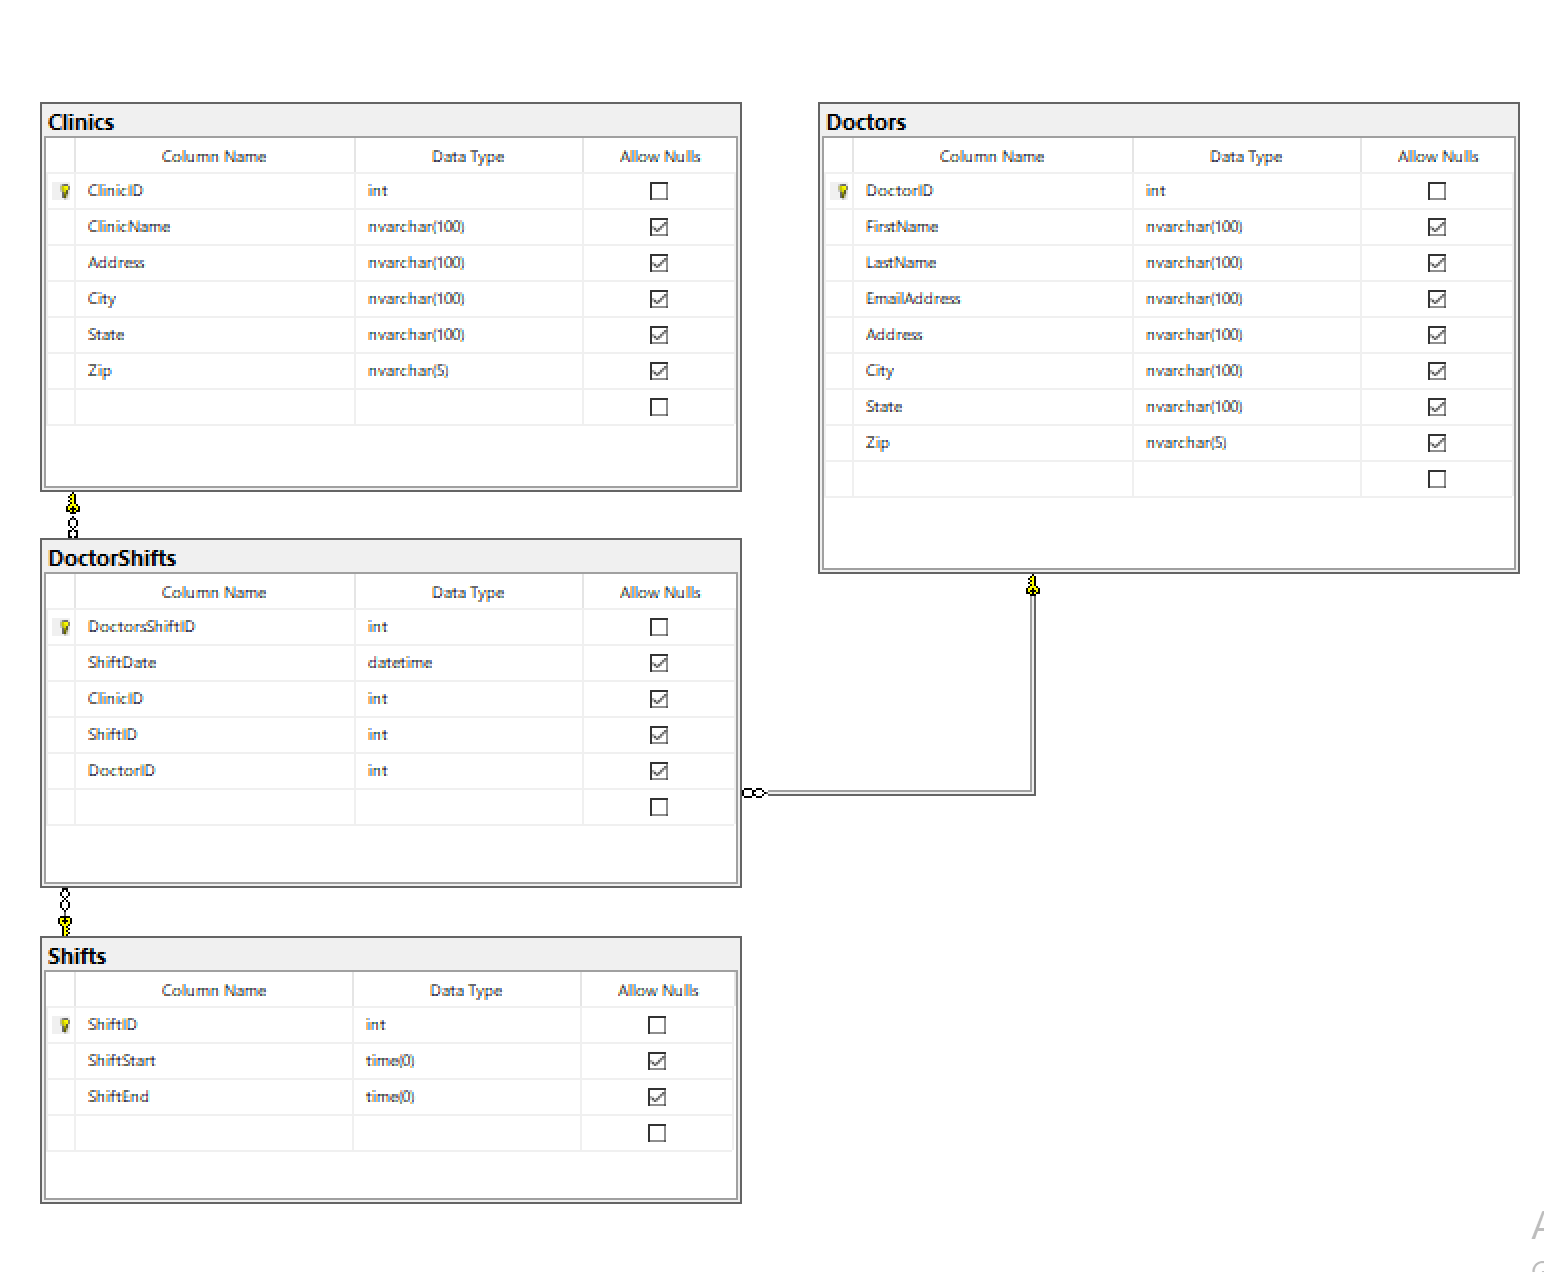 Clinics
Column Name Data Type Allow Nulls
ClinicID int
ClinicName nvarchar(100)
Address nvarchar(100)
City nvarchar(100)
State nvarchar(100)
Zip nvarchar(5)
Doctors
Column Name Data Type Allow Nulls
DoctorID int
FirstName nvarchar(100)
LastName nvarchar(100)
EmailAddress nvarchar(100)
Address nvarchar(100)
City nvarchar(100)
State nvarchar(100)
Zip nvarchar(5)
DoctorShifts
Column Name Data Type Allow Nulls
DoctorsShiftID int
ShiftDate datetime
ClinicID int
ShiftID int
DoctorID int
Shifts
Column Name Data Type Allow Nulls
ShiftID int
ShiftStart time(0)
ShiftEnd time(0)